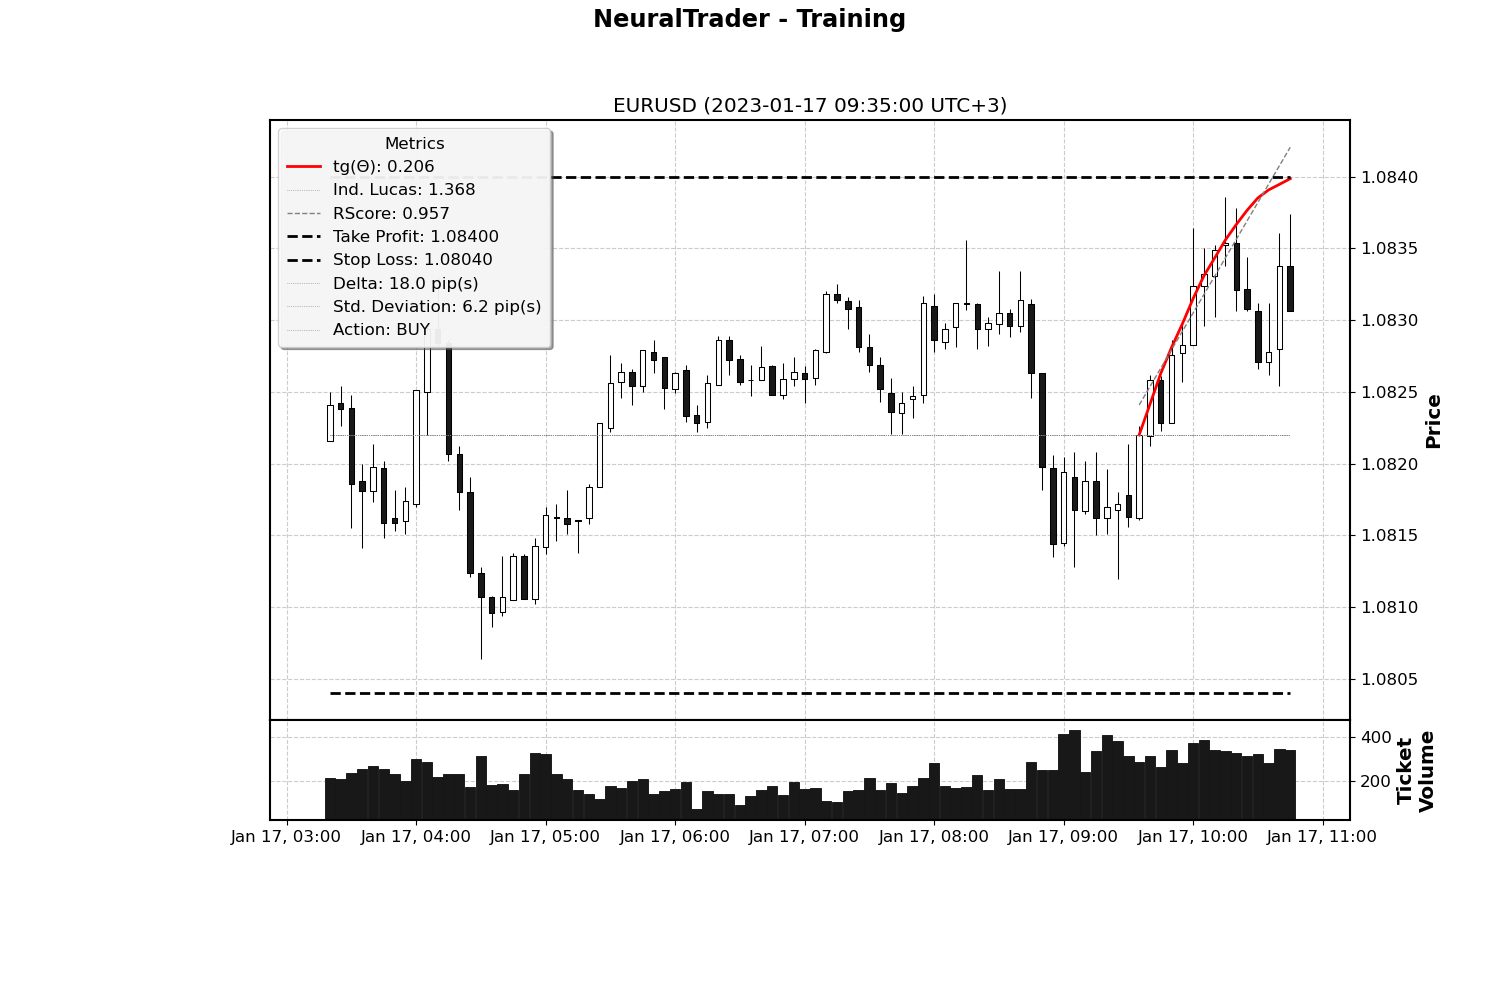 NeuralTrader - Training
EURUSD (2023-01-17 09:35:00 UTC+3)
Metrics
tg(Θ): 0.206
Ind. Lucas: 1.368
RScore: 0.957
Take Profit: 1.08400
Stop Loss: 1.08040
Delta: 18.0 pip(s)
Std. Deviation: 6.2 pip(s)
Action: BUY
1.0840
1.0835
1.0830
1.0825
1.0820
1.0815
1.0810
1.0805
Price
400
200
Ticket
Volume
Jan 17, 03:00 Jan 17, 04:00 Jan 17, 05:00 Jan 17, 06:00 Jan 17, 07:00 Jan 17, 08:00 Jan 17, 09:00 Jan 17, 10:00 Jan 17, 11:00